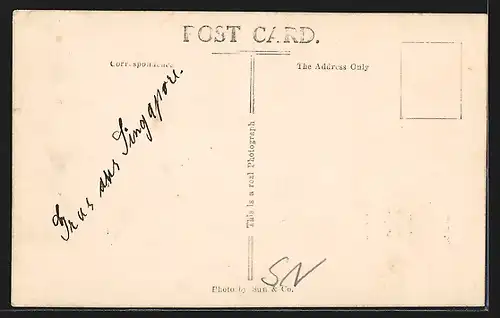 POST CARD.
Correspondence
The Address Only
Gruss aus Singapore.
This is a real Photograph
SN
Photo by Sun & Co.